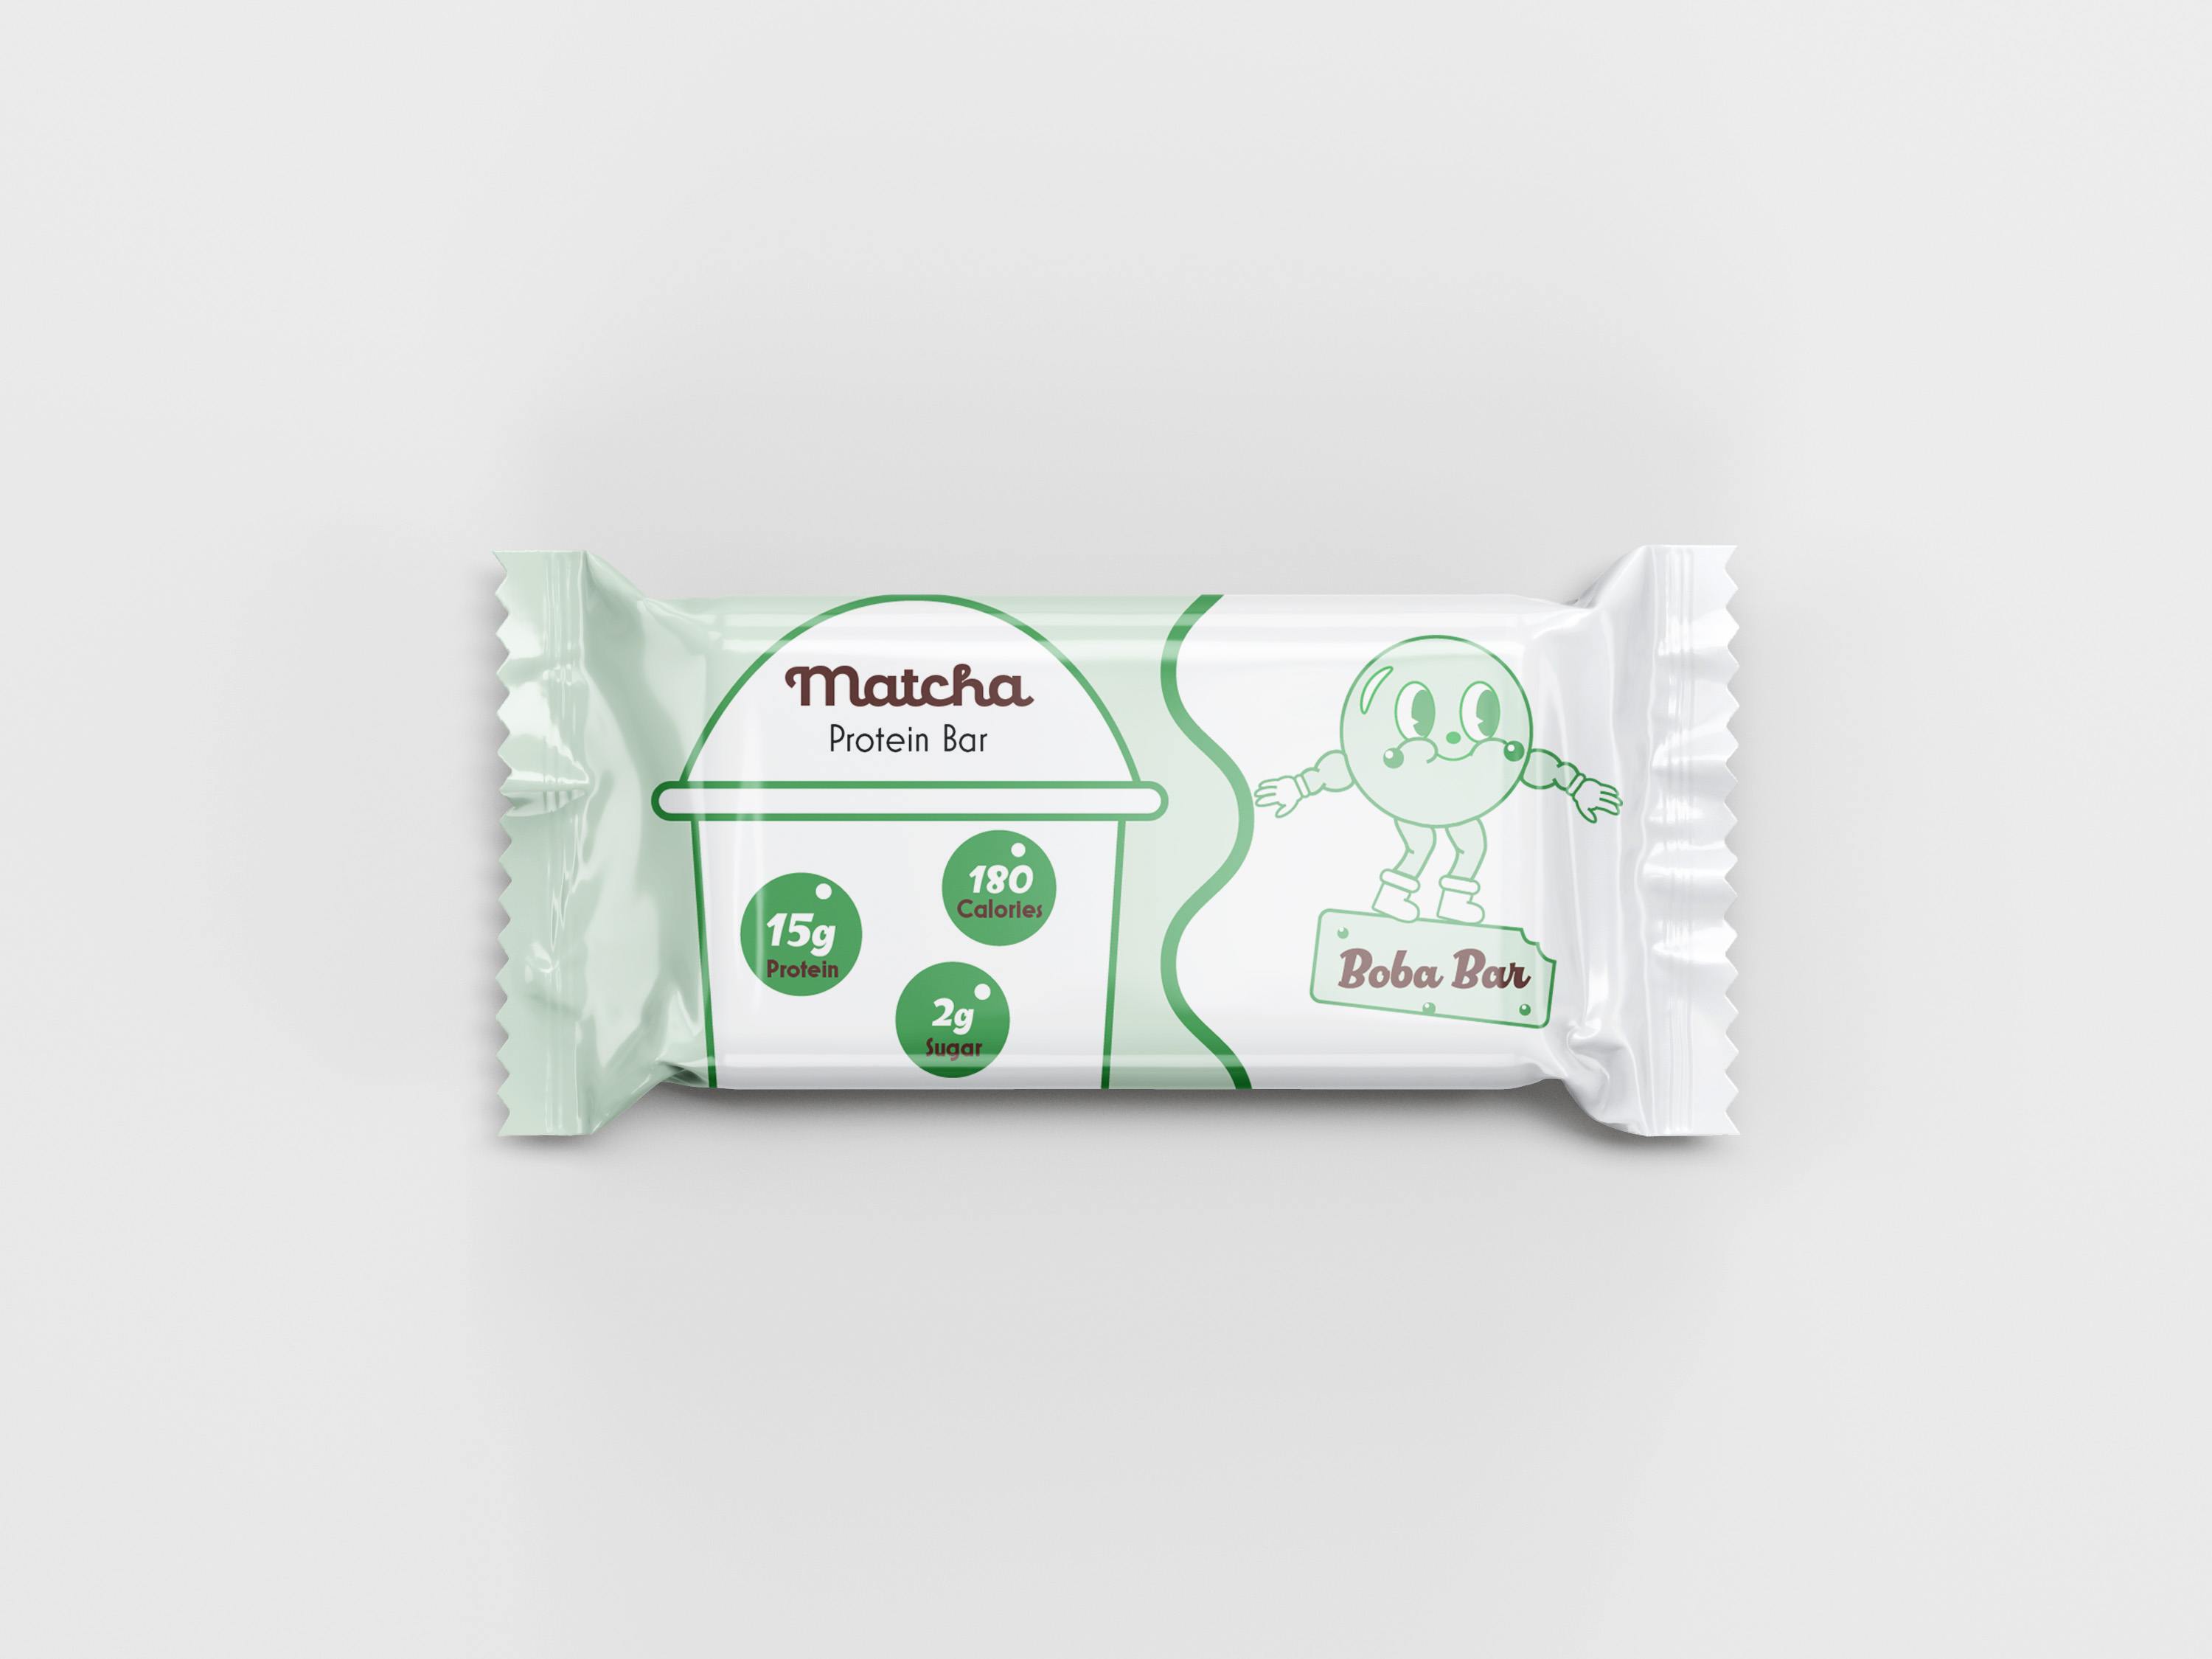 Matcha
Protein Bar
15g
Protein
180
Calories
2g
Sugar
Boba Bar